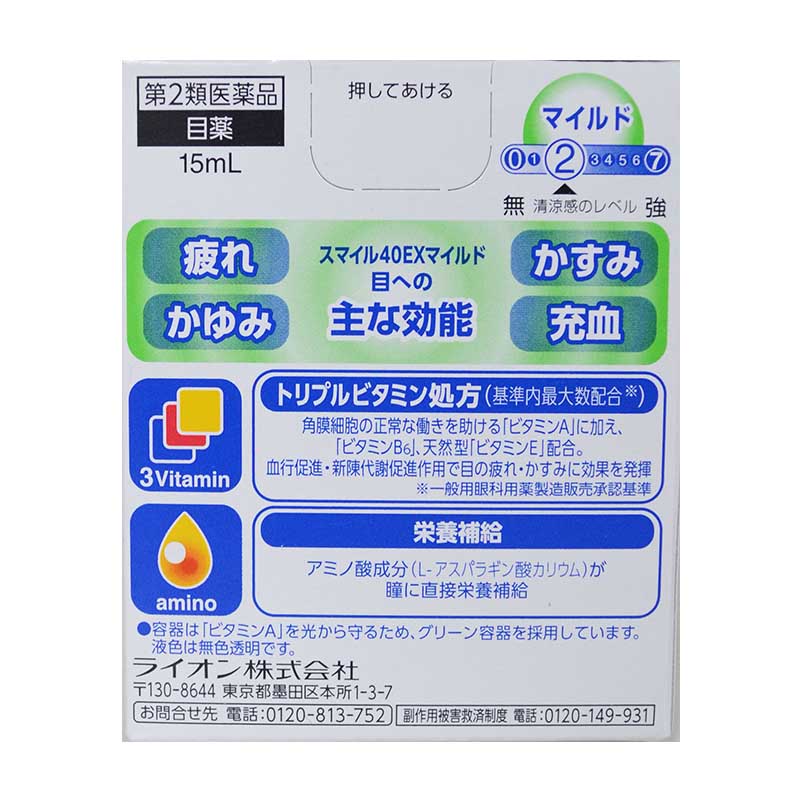 第2類医薬品
目薬
15mL
押してあける
マイルド
0 1 2 3 4 5 6 7
無 清涼感のレベル 強
疲れ
かゆみ
スマイル40EXマイルド
目への
主な効能
かすみ
充血
3Vitamin
トリプルビタミン処方(基準内最大数配合※)
角膜細胞の正常な働きを助ける「ビタミンA」に加え、
「ビタミンB6」、天然型「ビタミンE」配合。
血行促進・新陳代謝促進作用で目の疲れ・かすみに効果を発揮
※一般用眼科用薬製造販売承認基準
amino
栄養補給
アミノ酸成分(L-アスパラギン酸カリウム)が
瞳に直接栄養補給
●容器は「ビタミンA」を光から守るため、グリーン容器を採用しています。
液色は無色透明です。
ライオン株式会社
〒130-8644 東京都墨田区本所1-3-7
お問合せ先 電話:0120-813-752
副作用被害救済制度 電話:0120-149-931